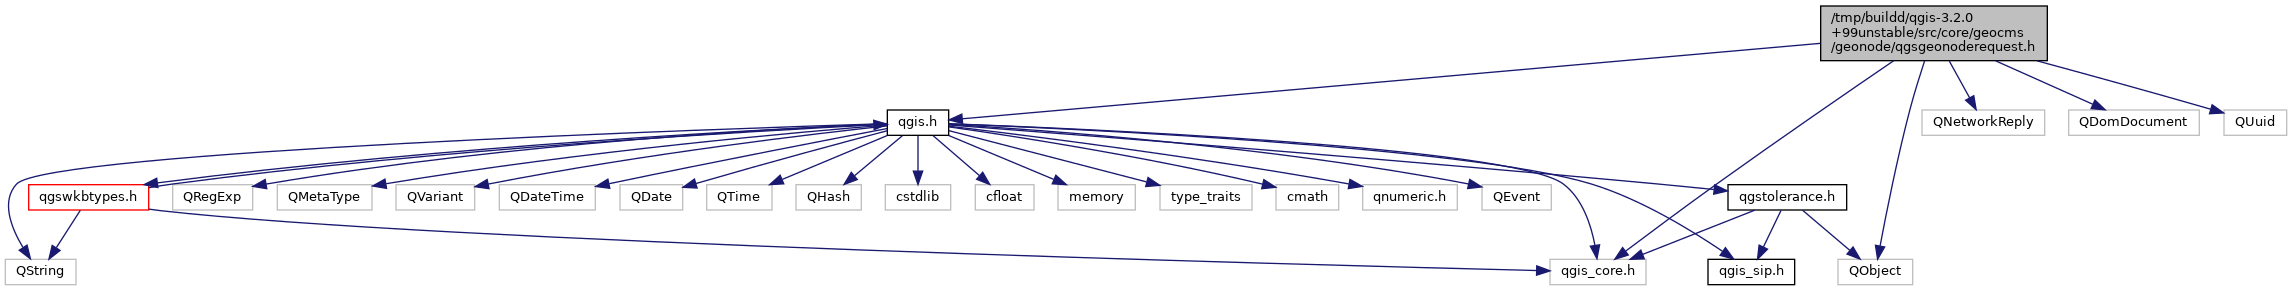 /tmp/buildd/qgis-3.2.0
+99unstable/src/core/geocms
/geonode/qgsgeonoderequest.h
qgis.h
QNetworkReply
QDomDocument
QUuid
qgswkbtypes.h
QRegExp
QMetaType
QVariant
QDateTime
QDate
QTime
QHash
cstdlib
cfloat
memory
type_traits
cmath
qnumeric.h
QEvent
qgstolerance.h
QString
qgis_core.h
qgis_sip.h
QObject